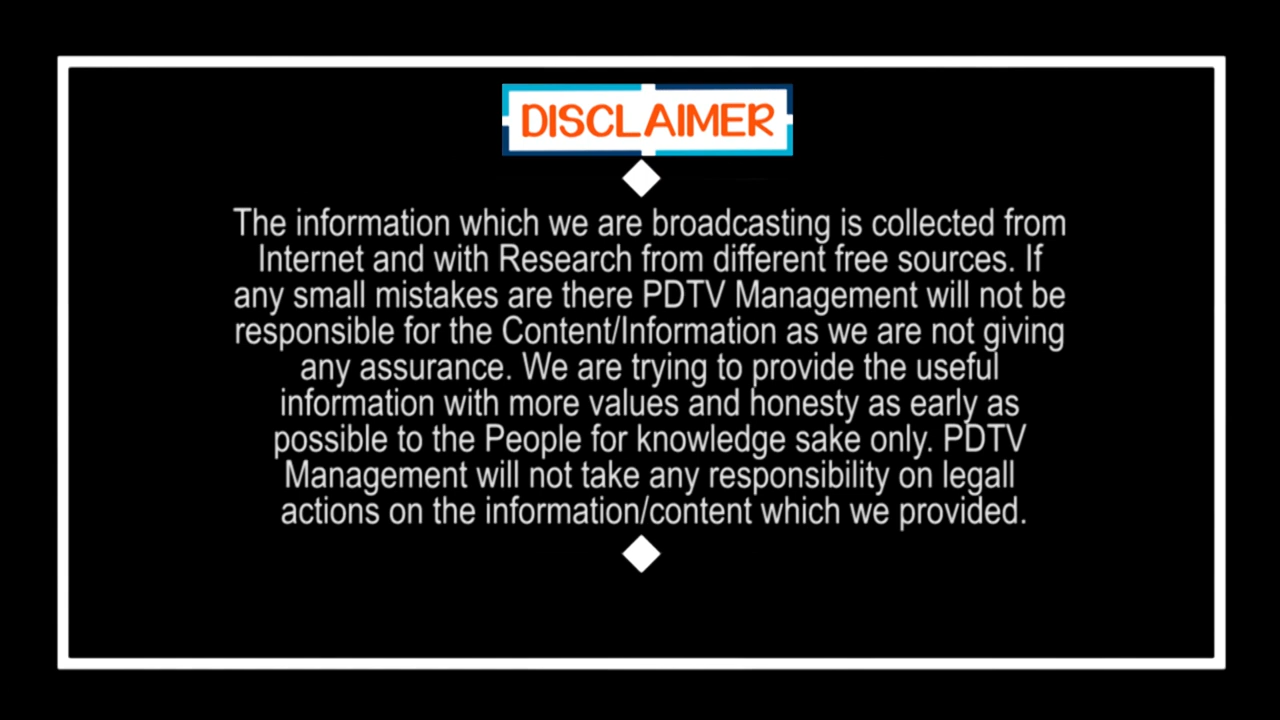 DISCLAIMER
The information which we are broadcasting is collected from
Internet and with Research from different free sources. If
any small mistakes are there PDTV Management will not be
responsible for the Content/Information as we are not giving
any assurance. We are trying to provide the useful
information with more values and honesty as early as
possible to the People for knowledge sake only. PDTV
Management will not take any responsibility on legall
actions on the information/content which we provided.